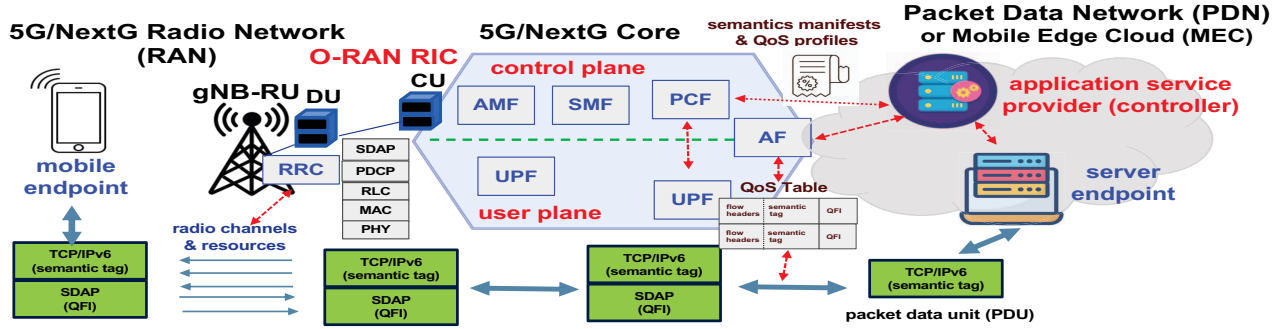 5G/NextG Radio Network
(RAN)
O-RAN RIC
5G/NextG Core
semantics manifests
& QoS profiles
Packet Data Network (PDN)
or Mobile Edge Cloud (MEC)
gNB-RU
DU
CU
control plane
AMF
SMF
PCF
AF
application service
provider (controller)
mobile
endpoint
RRC
SDAP
PDCP
RLC
MAC
PHY
UPF
user plane
UPF
QoS Table
flow
headers
semantic
tag
QFI
flow
headers
semantic
tag
QFI
server
endpoint
radio channels
& resources
TCP/IPv6
(semantic tag)
SDAP
(QFI)
TCP/IPv6
(semantic tag)
SDAP
(QFI)
TCP/IPv6
(semantic tag)
SDAP
(QFI)
TCP/IPv6
(semantic tag)
packet data unit (PDU)